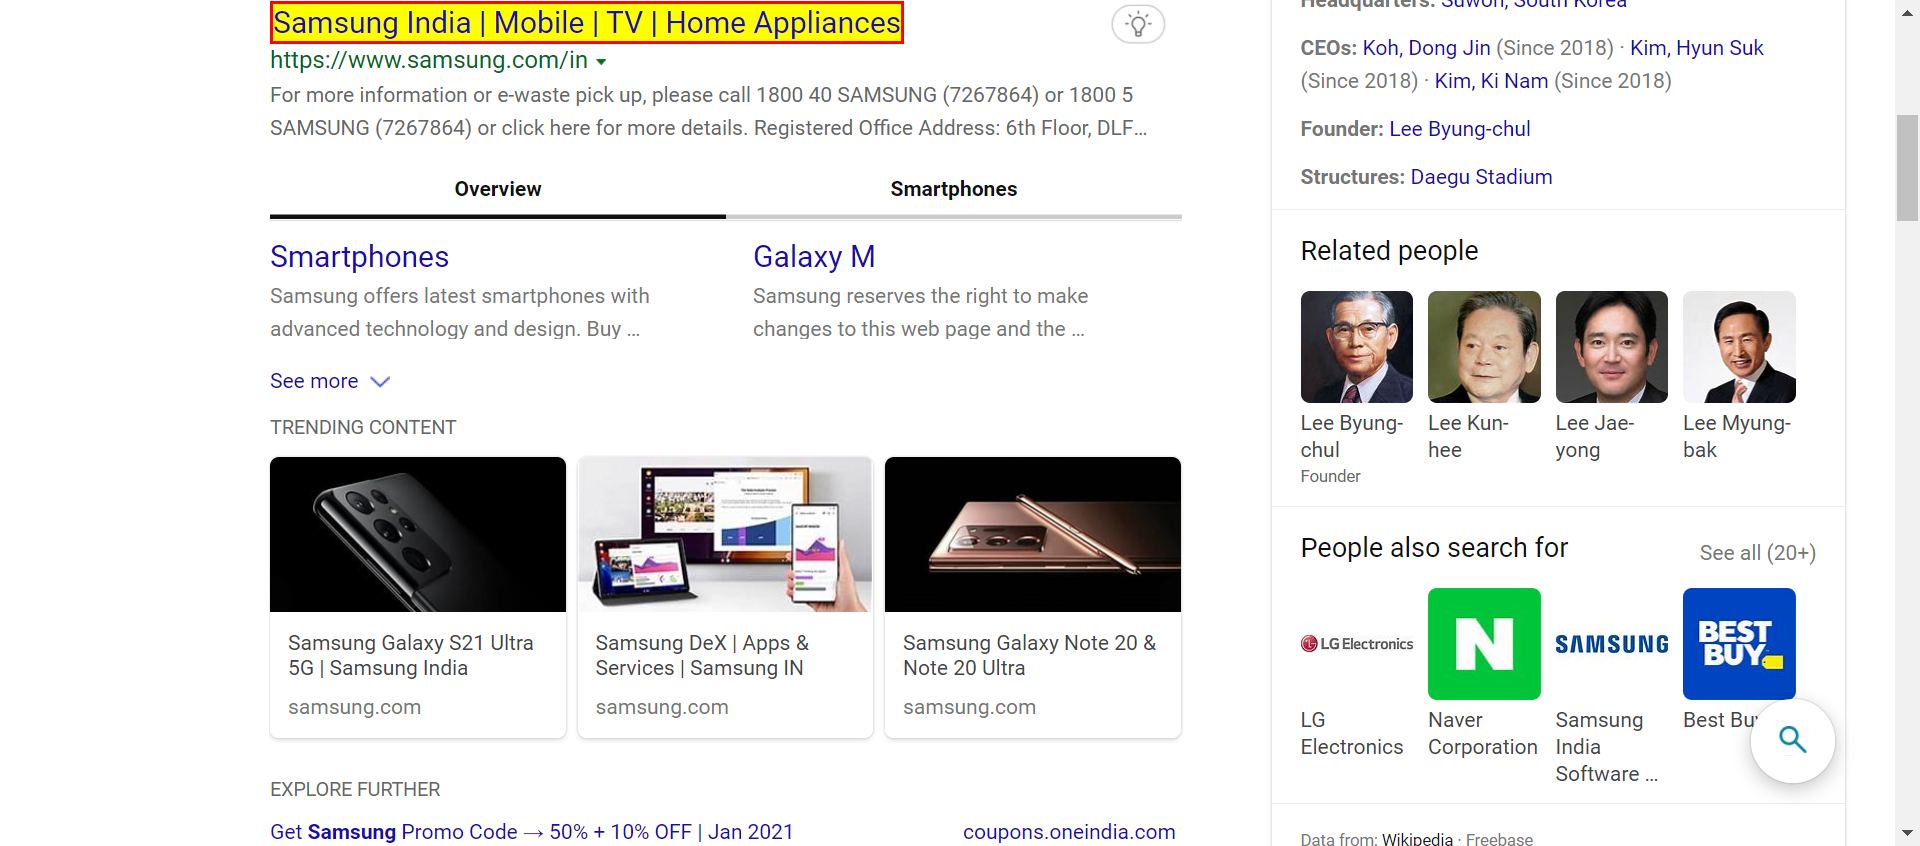 Samsung India | Mobile | TV | Home Appliances
https://www.samsung.com/in
For more information or e-waste pick up, please call 1800 40 SAMSUNG (7267864) or 1800 5
SAMSUNG (7267864) or click here for more details. Registered Office Address: 6th Floor, DLF…
Overview
Smartphones
Smartphones
Samsung offers latest smartphones with
advanced technology and design. Buy ...
Galaxy M
Samsung reserves the right to make
changes to this web page and the ...
See more
TRENDING CONTENT
Samsung Galaxy S21 Ultra
5G | Samsung India
samsung.com
Samsung DeX | Apps &
Services | Samsung IN
samsung.com
Samsung Galaxy Note 20 &
Note 20 Ultra
samsung.com
EXPLORE FURTHER
Get Samsung Promo Code → 50% + 10% OFF | Jan 2021
coupons.oneindia.com
Headquarters: Suwon, South Korea
CEOs: Koh, Dong Jin (Since 2018) · Kim, Hyun Suk
(Since 2018) · Kim, Ki Nam (Since 2018)
Founder: Lee Byung-chul
Structures: Daegu Stadium
Related people
Lee Byung-
chul
Founder
Lee Kun-
hee
Lee Jae-
yong
Lee Myung-
bak
People also search for
See all (20+)
LG Electronics
N
SAMSUNG
BEST
BUY
LG
Electronics
Naver
Corporation
Samsung
India
Software ...
Best Buy
Data from: Wikipedia · Freebase